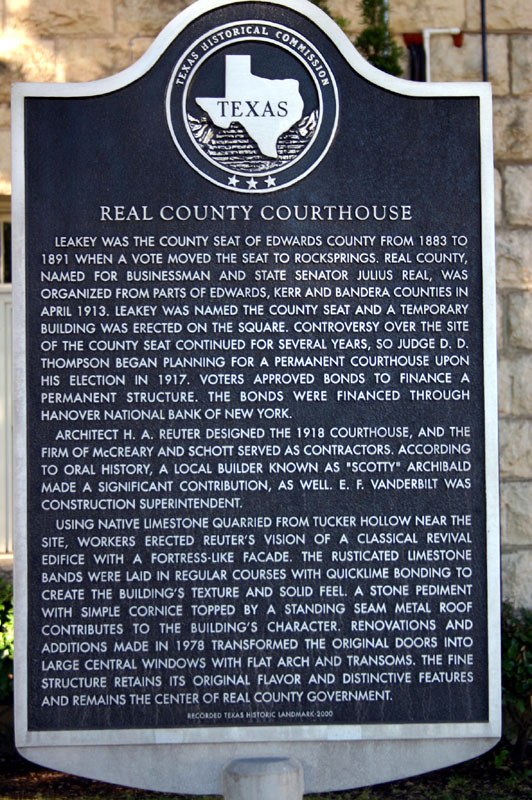 TEXAS HISTORICAL COMMISSION
TEXAS
REAL COUNTY COURTHOUSE
LEAKEY WAS THE COUNTY SEAT OF EDWARDS COUNTY FROM 1883 TO
1891 WHEN A VOTE MOVED THE SEAT TO ROCKSPRINGS. REAL COUNTY,
NAMED FOR BUSINESSMAN AND STATE SENATOR JULIUS REAL, WAS
ORGANIZED FROM PARTS OF EDWARDS, KERR AND BANDERA COUNTIES IN
APRIL 1913. LEAKEY WAS NAMED THE COUNTY SEAT AND A TEMPORARY
BUILDING WAS ERECTED ON THE SQUARE. CONTROVERSY OVER THE SITE
OF THE COUNTY SEAT CONTINUED FOR SEVERAL YEARS, SO JUDGE D. D.
THOMPSON BEGAN PLANNING FOR A PERMANENT COURTHOUSE UPON
HIS ELECTION IN 1917. VOTERS APPROVED BONDS TO FINANCE A
PERMANENT STRUCTURE. THE BONDS WERE FINANCED THROUGH
HANOVER NATIONAL BANK OF NEW YORK.
ARCHITECT H. A. REUTER DESIGNED THE 1918 COURTHOUSE, AND THE
FIRM OF McCREARY AND SCHOTT SERVED AS CONTRACTORS. ACCORDING
TO ORAL HISTORY, A LOCAL BUILDER KNOWN AS "SCOTTY" ARCHIBALD
MADE A SIGNIFICANT CONTRIBUTION, AS WELL. E. F. VANDERBILT WAS
CONSTRUCTION SUPERINTENDENT.
USING NATIVE LIMESTONE QUARRIED FROM TUCKER HOLLOW NEAR THE
SITE, WORKERS ERECTED REUTER'S VISION OF A CLASSICAL REVIVAL
EDIFICE WITH A FORTRESS-LIKE FACADE. THE RUSTICATED LIMESTONE
BANDS WERE LAID IN REGULAR COURSES WITH QUICKLIME BONDING TO
CREATE THE BUILDING'S TEXTURE AND SOLID FEEL. A STONE PEDIMENT
WITH SIMPLE CORNICE TOPPED BY A STANDING SEAM METAL ROOF
CONTRIBUTES TO THE BUILDING'S CHARACTER. RENOVATIONS AND
ADDITIONS MADE IN 1978 TRANSFORMED THE ORIGINAL DOORS INTO
LARGE CENTRAL WINDOWS WITH FLAT ARCH AND TRANSOMS. THE FINE
STRUCTURE RETAINS ITS ORIGINAL FLAVOR AND DISTINCTIVE FEATURES
AND REMAINS THE CENTER OF REAL COUNTY GOVERNMENT.
RECORDED TEXAS HISTORIC LANDMARK-2000